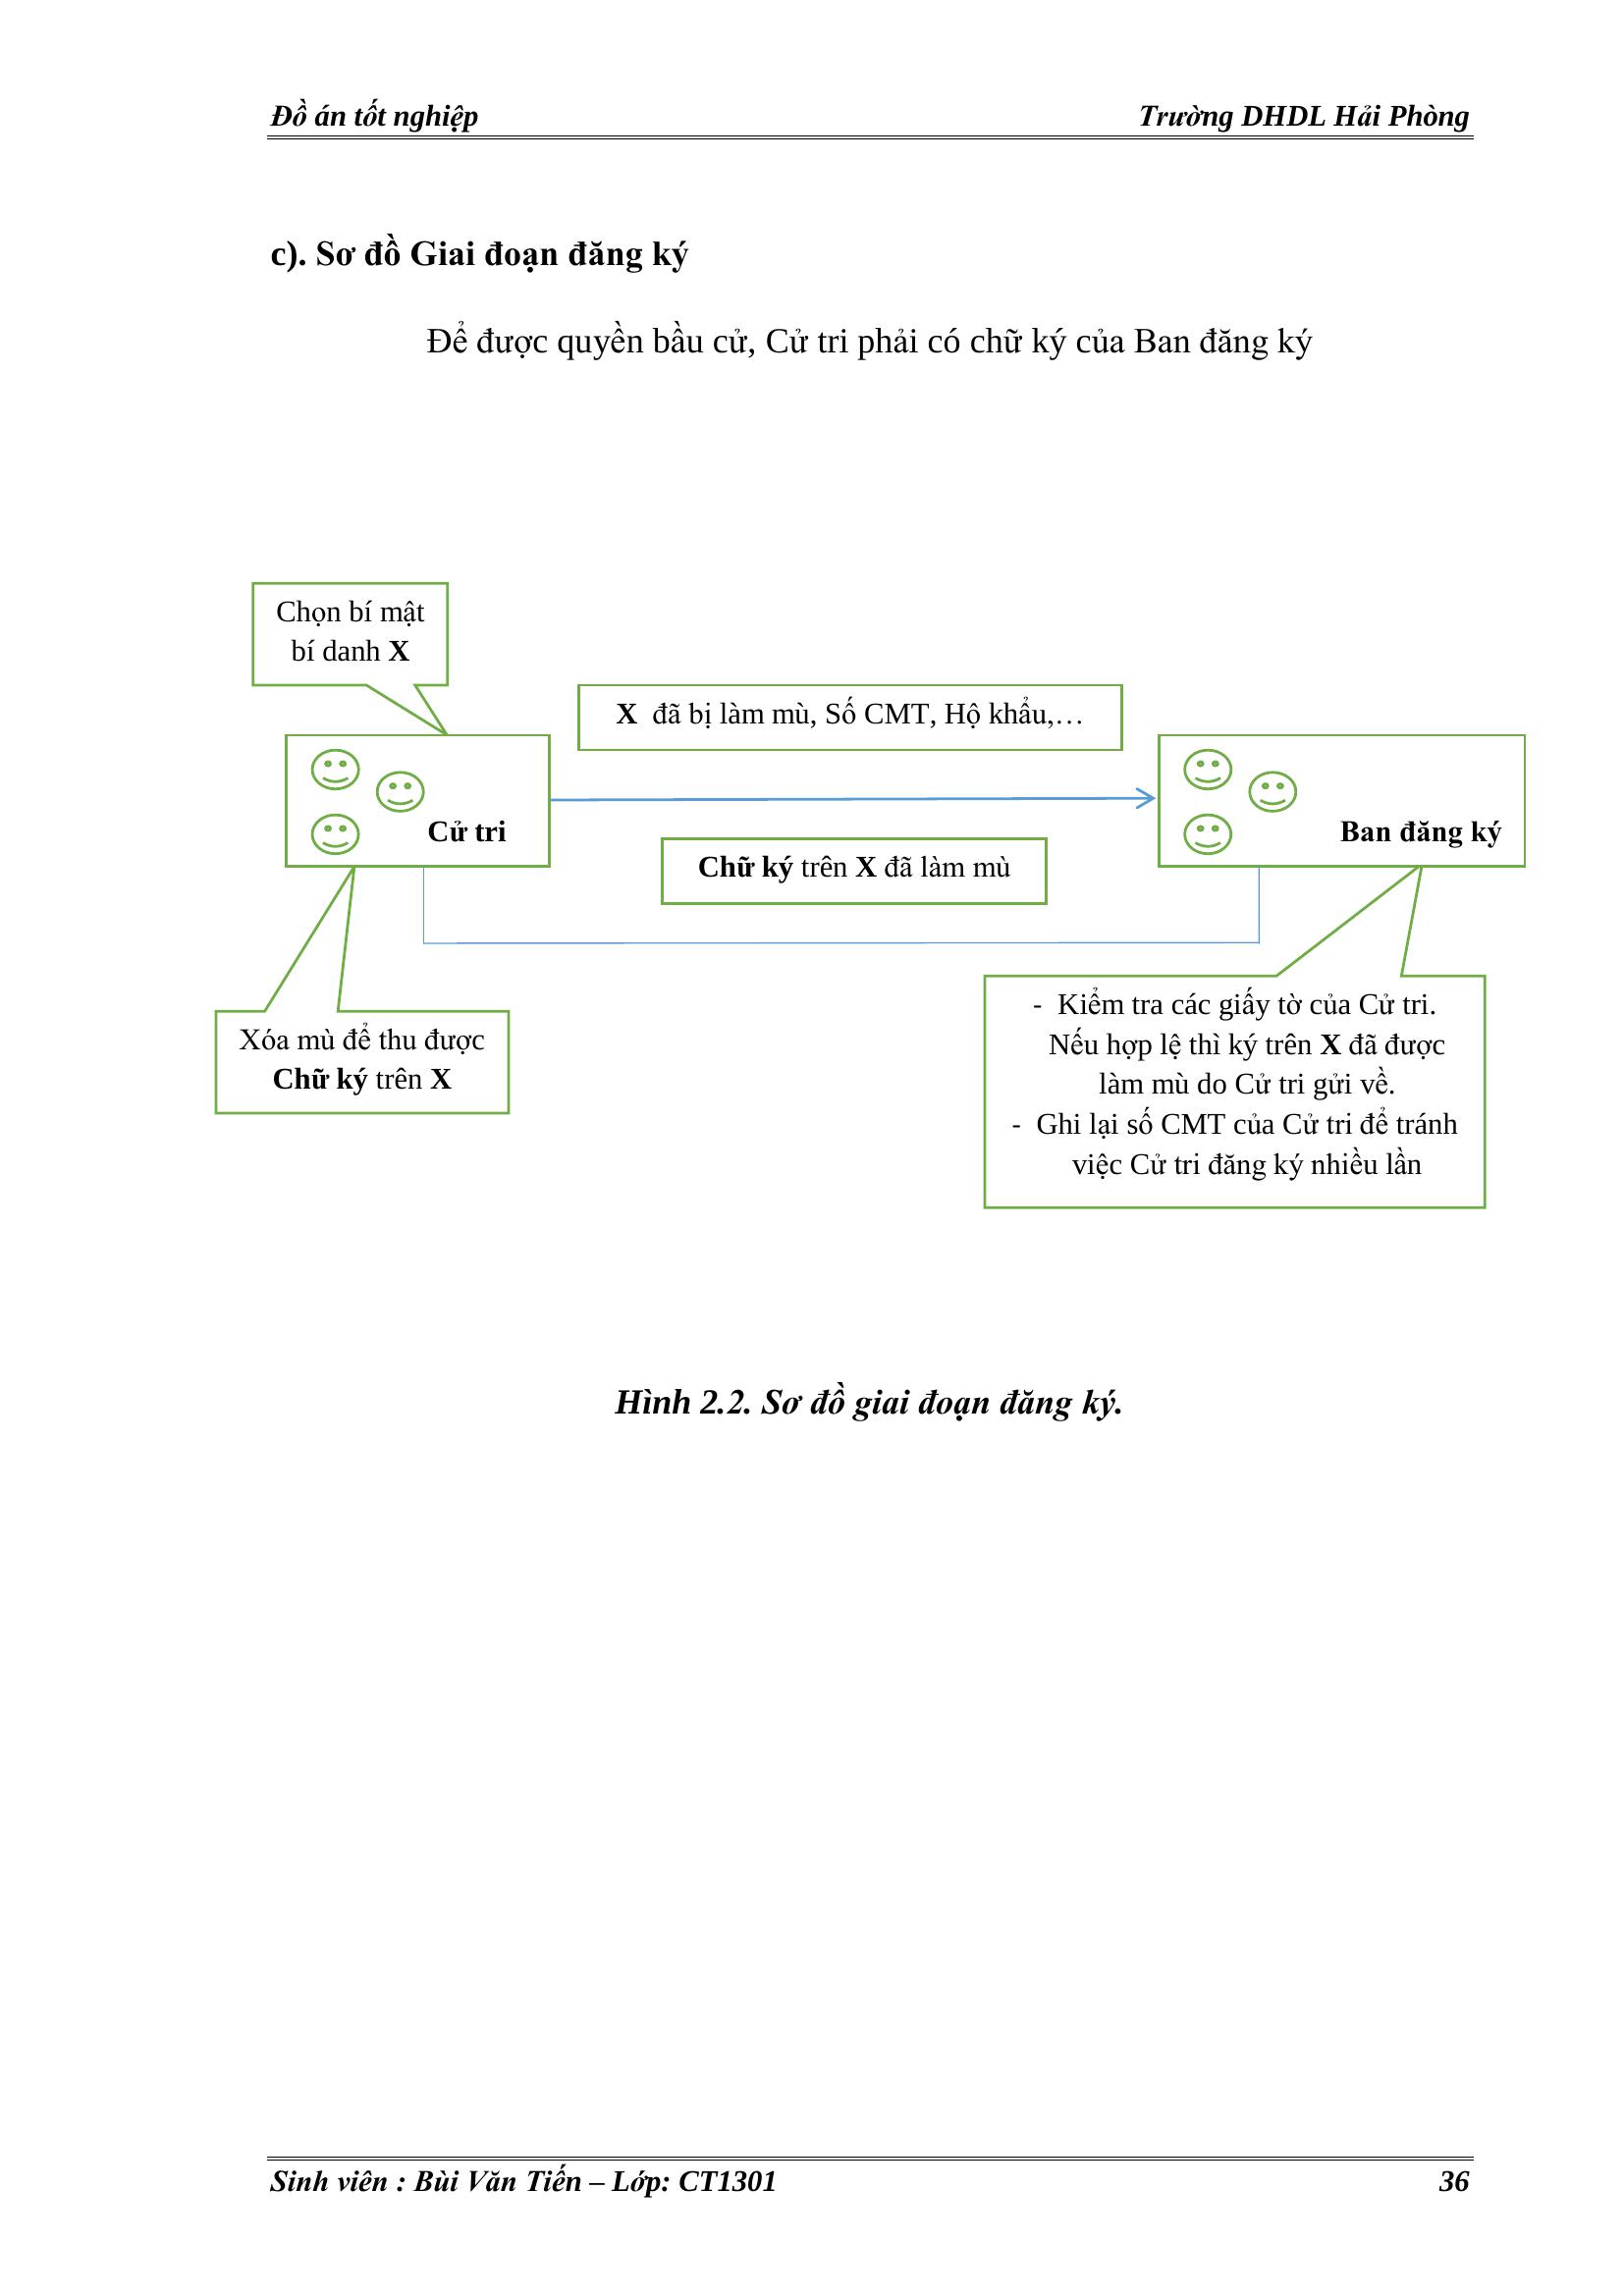 Đồ án tốt nghiệp Trường DHDL Hải Phòng
c). Sơ đồ Giai đoạn đăng ký
Để được quyền bầu cử, Cử tri phải có chữ ký của Ban đăng ký
Chọn bí mật
bí danh X
X đã bị làm mù, Số CMT, Hộ khẩu,…
Cử tri
Ban đăng ký
Chữ ký trên X đã làm mù
Xóa mù để thu được
Chữ ký trên X
- Kiểm tra các giấy tờ của Cử tri.
Nếu hợp lệ thì ký trên X đã được
làm mù do Cử tri gửi về.
- Ghi lại số CMT của Cử tri để tránh
việc Cử tri đăng ký nhiều lần
Hình 2.2. Sơ đồ giai đoạn đăng ký.
Sinh viên : Bùi Văn Tiến – Lớp: CT1301 36